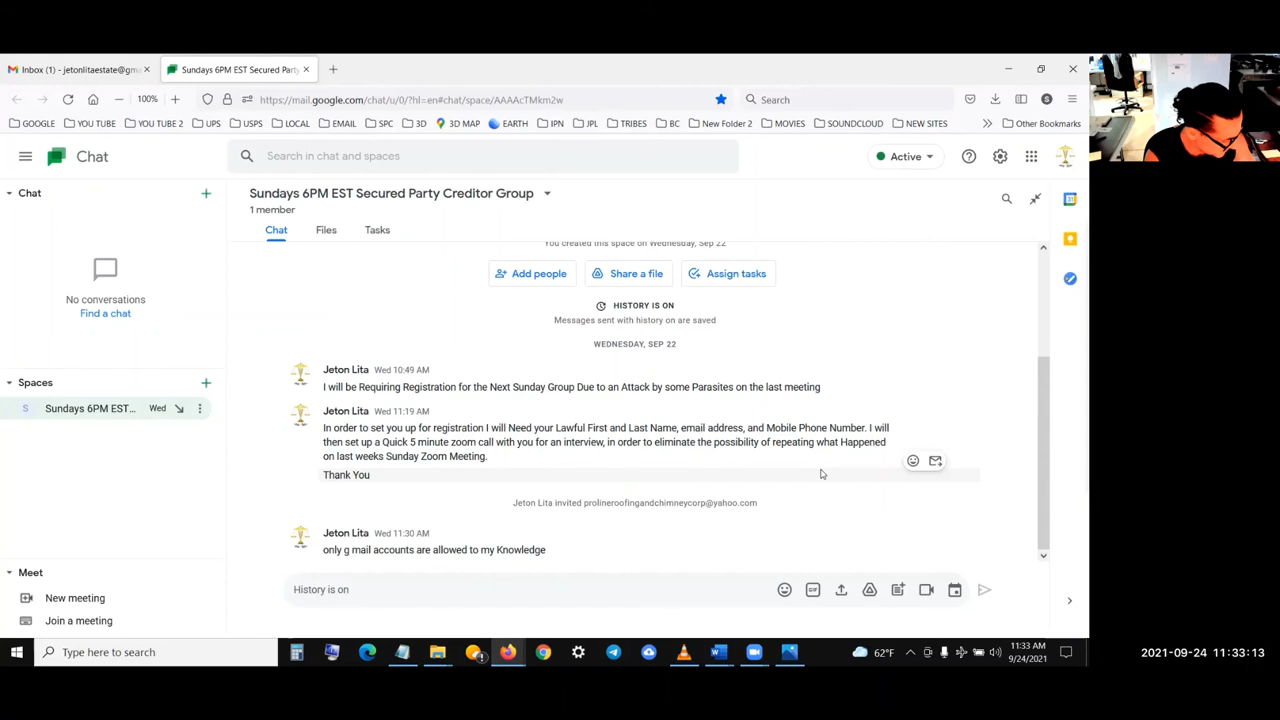 Inbox (1) - jetonlitaestate@gm
Sundays 6PM EST Secured Party
100%
https://mail.google.com/chat/u/0/?hl=en#chat/space/AAAAcTMkm2w
Search
GOOGLE YOU TUBE YOU TUBE 2 UPS USPS LOCAL EMAIL SPC 3D 3D MAP EARTH IPN JPL TRIBES BC New Folder 2 MOVIES SOUNDCLOUD NEW SITES Other Bookmarks
Chat
Search in chat and spaces
Active
Chat
No conversations
Find a chat
Spaces
S Sundays 6PM EST... Wed
Meet
New meeting
Join a meeting
Sundays 6PM EST Secured Party Creditor Group
1 member
Chat Files Tasks
You created this space on Wednesday, Sep 22
Add people Share a file Assign tasks
HISTORY IS ON
Messages sent with history on are saved
WEDNESDAY, SEP 22
Jeton Lita Wed 10:49 AM
I will be Requiring Registration for the Next Sunday Group Due to an Attack by some Parasites on the last meeting
Jeton Lita Wed 11:19 AM
In order to set you up for registration I will Need your Lawful First and Last Name, email address, and Mobile Phone Number. I will
then set up a Quick 5 minute zoom call with you for an interview, in order to eliminate the possibility of repeating what Happened
on last weeks Sunday Zoom Meeting.
Thank You
Jeton Lita invited prolineroofingandchimneycorp@yahoo.com
Jeton Lita Wed 11:30 AM
only g mail accounts are allowed to my Knowledge
History is on
GIF
Type here to search
62°F
11:33 AM
9/24/2021
2021-09-24 11:33:13